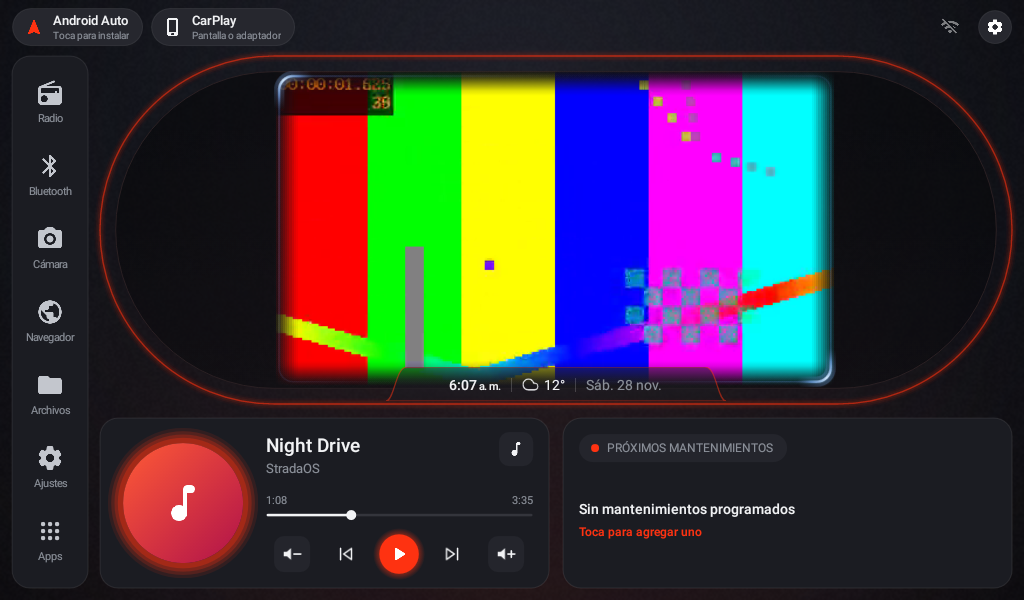 Android Auto
Toca para instalar
CarPlay
Pantalla o adaptador
Radio
Bluetooth
Cámara
Navegador
Archivos
Ajustes
Apps
39
6:07 a. m.
12°
Sáb. 28 nov.
Night Drive
StradaOS
1:08
3:35
PRÓXIMOS MANTENIMIENTOS
Sin mantenimientos programados
Toca para agregar uno